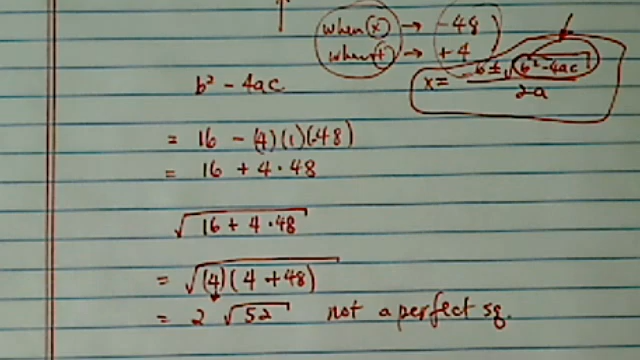 when (x) → -48
when (+) → +4
x = -b ± √b² - 4ac
2a
b² - 4ac
= 16 - (4)(1)(-48)
= 16 + 4 · 48
√16 + 4 · 48
= √(4)(4 + 48)
= 2 √52 not a perfect sq.